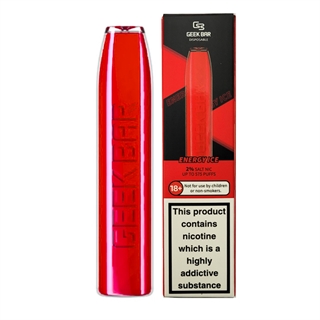 GB
GEEK BAR
DISPOSABLE
GEEK BAR
ENERGY ICE
2% SALT NIC
UP TO 575 PUFFS
18+
Not for use by children
or non-smokers.
This product
contains
nicotine
which is a
highly
addictive
substance